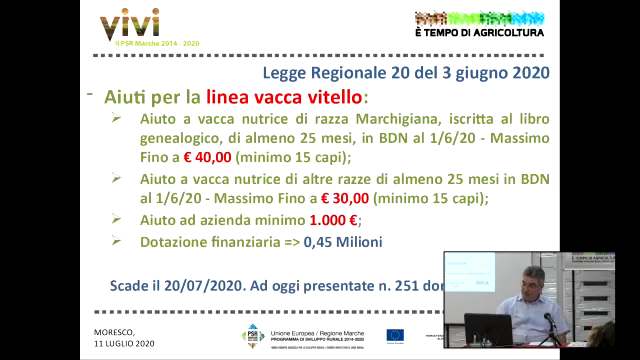 vivi
Il PSR Marche 2014 - 2020
È TEMPO DI AGRICOLTURA
Legge Regionale 20 del 3 giugno 2020
- Aiuti per la linea vacca vitello:
➢ Aiuto a vacca nutrice di razza Marchigiana, iscritta al libro
genealogico, di almeno 25 mesi, in BDN al 1/6/20 - Massimo
Fino a € 40,00 (minimo 15 capi);
➢ Aiuto a vacca nutrice di altre razze di almeno 25 mesi in BDN
al 1/6/20 - Massimo Fino a € 30,00 (minimo 15 capi);
➢ Aiuto ad azienda minimo 1.000 €;
➢ Dotazione finanziaria => 0,45 Milioni
Scade il 20/07/2020. Ad oggi presentate n. 251
MORESCO,
11 LUGLIO 2020
PSR
Unione Europea / Regione Marche
PROGRAMMA DI SVILUPPO RURALE 2014-2020
È TEMPO DI AGRICOLTURA